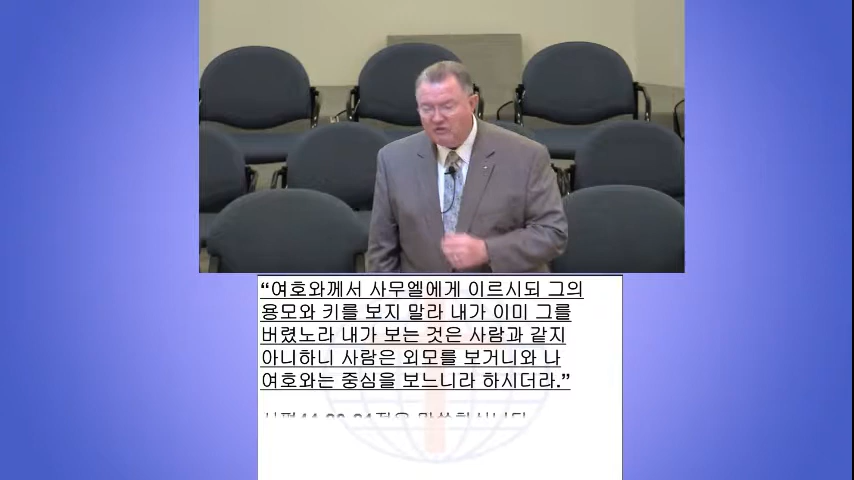 “여호와께서 사무엘에게 이르시되 그의
용모와 키를 보지 말라 내가 이미 그를
버렸노라 내가 보는 것은 사람과 같지
아니하니 사람은 외모를 보거니와 나
여호와는 중심을 보느니라 하시더라.”